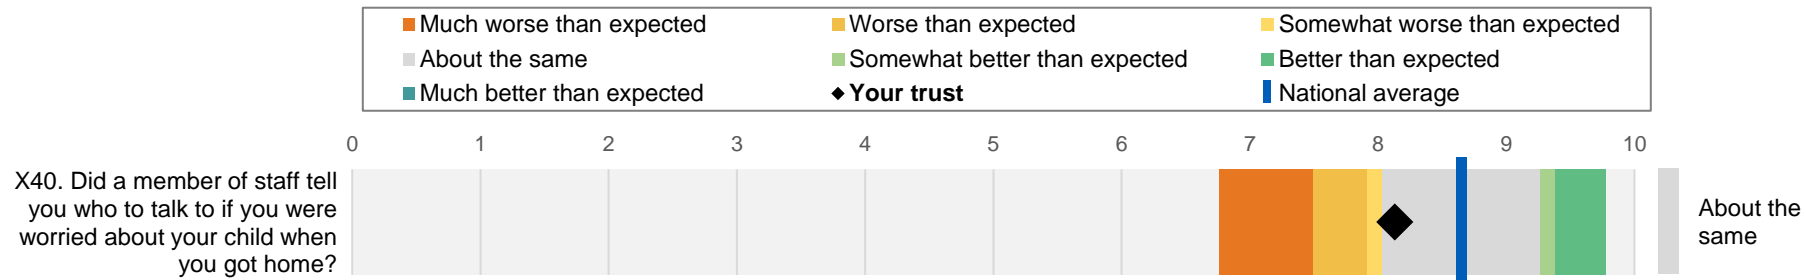 Much worse than expected
Worse than expected
Somewhat worse than expected
About the same
Somewhat better than expected
Better than expected
Much better than expected
Your trust
National average
0 1 2 3 4 5 6 7 8 9 10
X40. Did a member of staff tell
you who to talk to if you were
worried about your child when
you got home?
About the
same